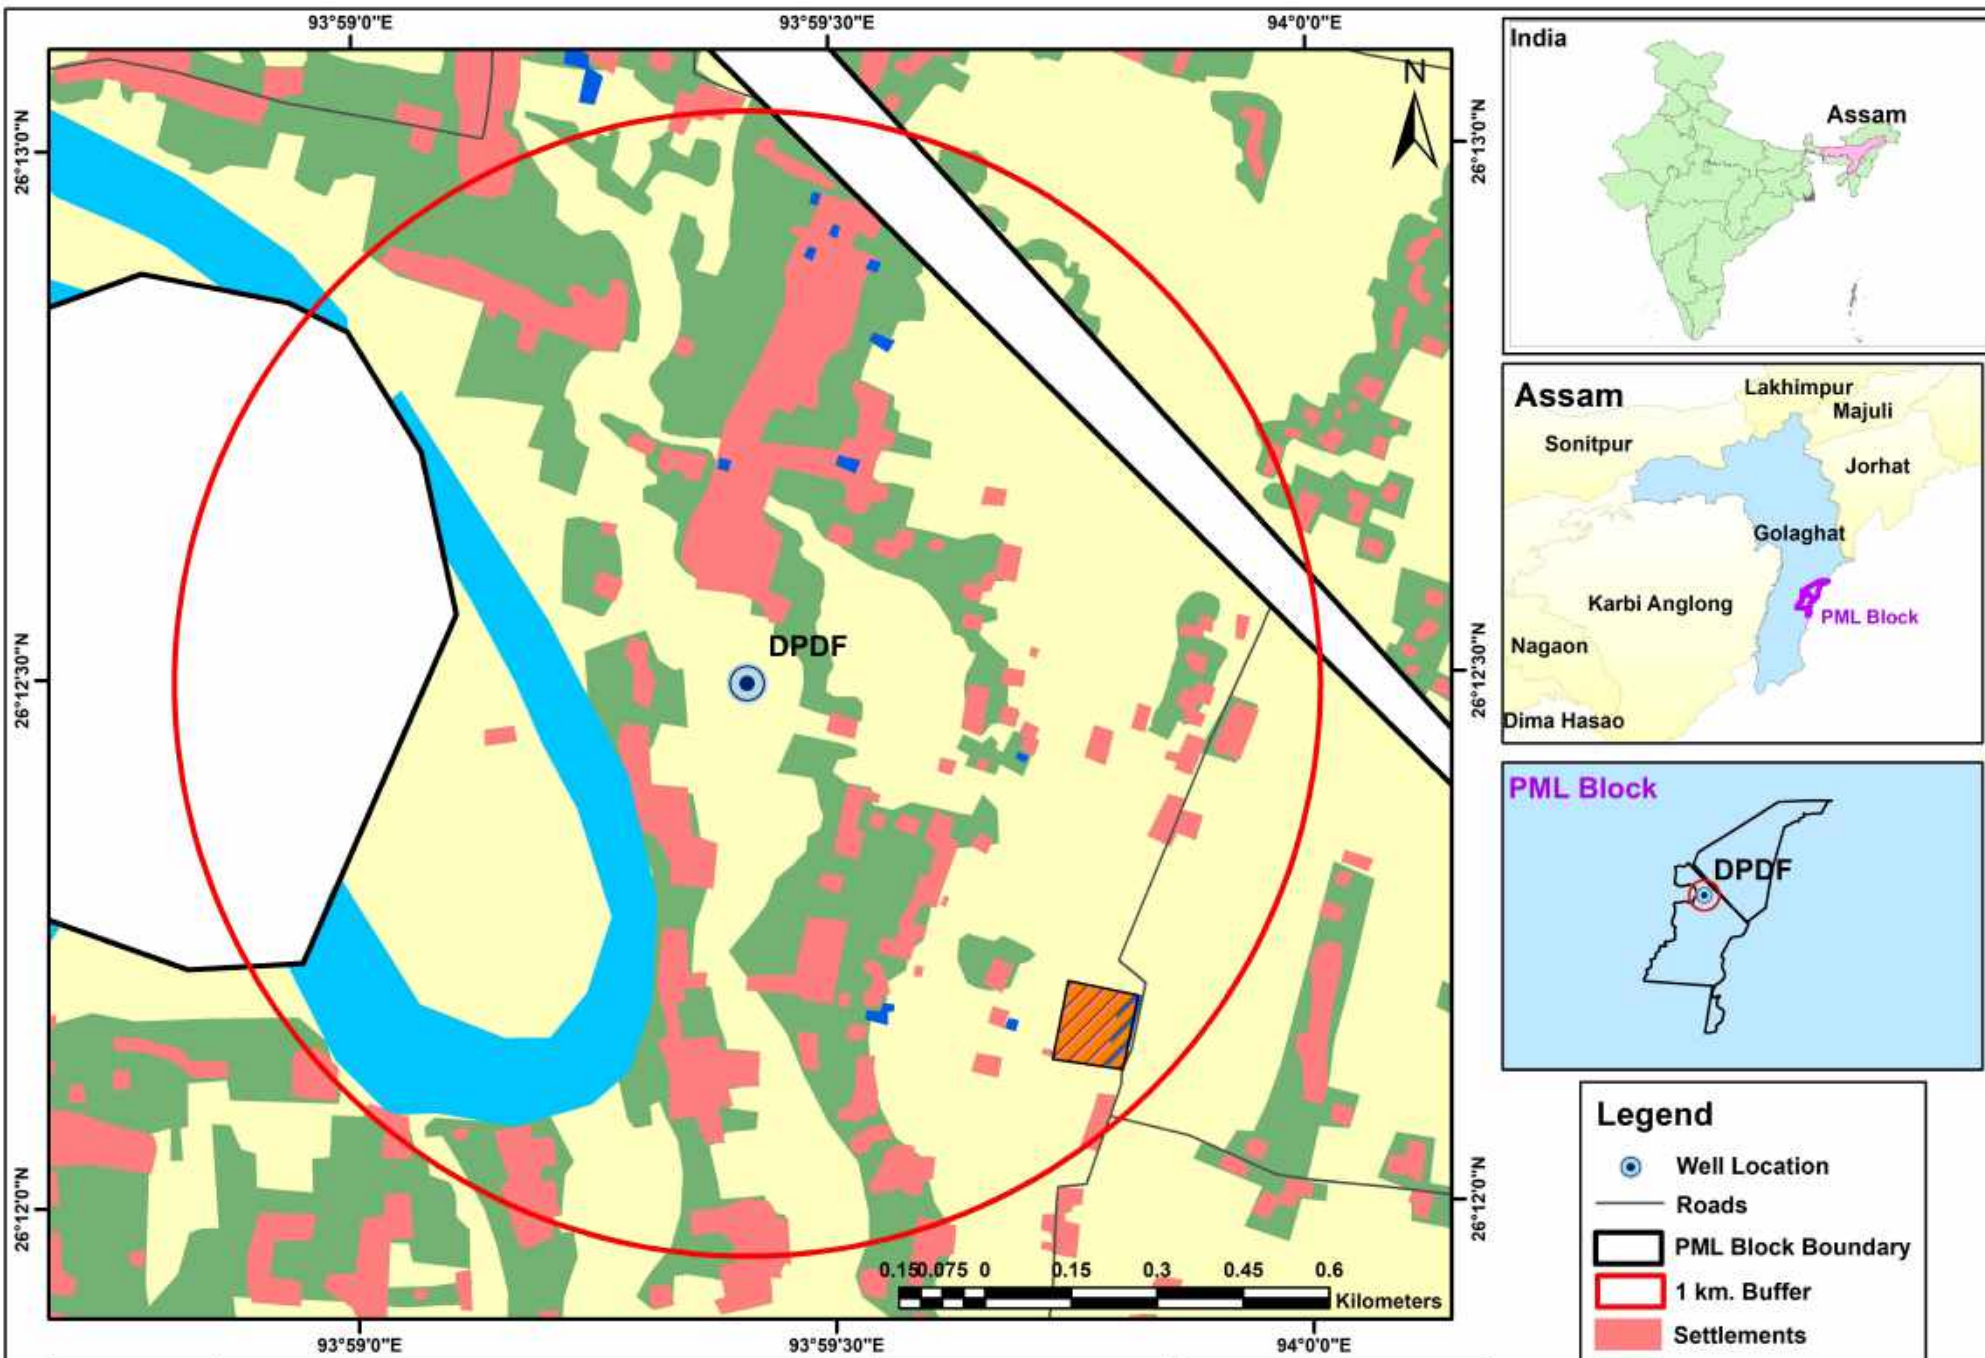 93°59'0"E 93°59'30"E 94°0'0"E
26°13'0"N
26°12'30"N
26°12'0"N
N
26°13'0"N
26°12'30"N
26°12'0"N
DPDF
0.15 0.075 0 0.15 0.3 0.45 0.6
Kilometers
93°59'0"E 93°59'30"E 94°0'0"E
India
Assam
Assam
Lakhimpur
Majuli
Sonitpur
Jorhat
Golaghat
Karbi Anglong
PML Block
Nagaon
Dima Hasao
PML Block
DPDF
Legend
Well Location
Roads
PML Block Boundary
1 km. Buffer
Settlements